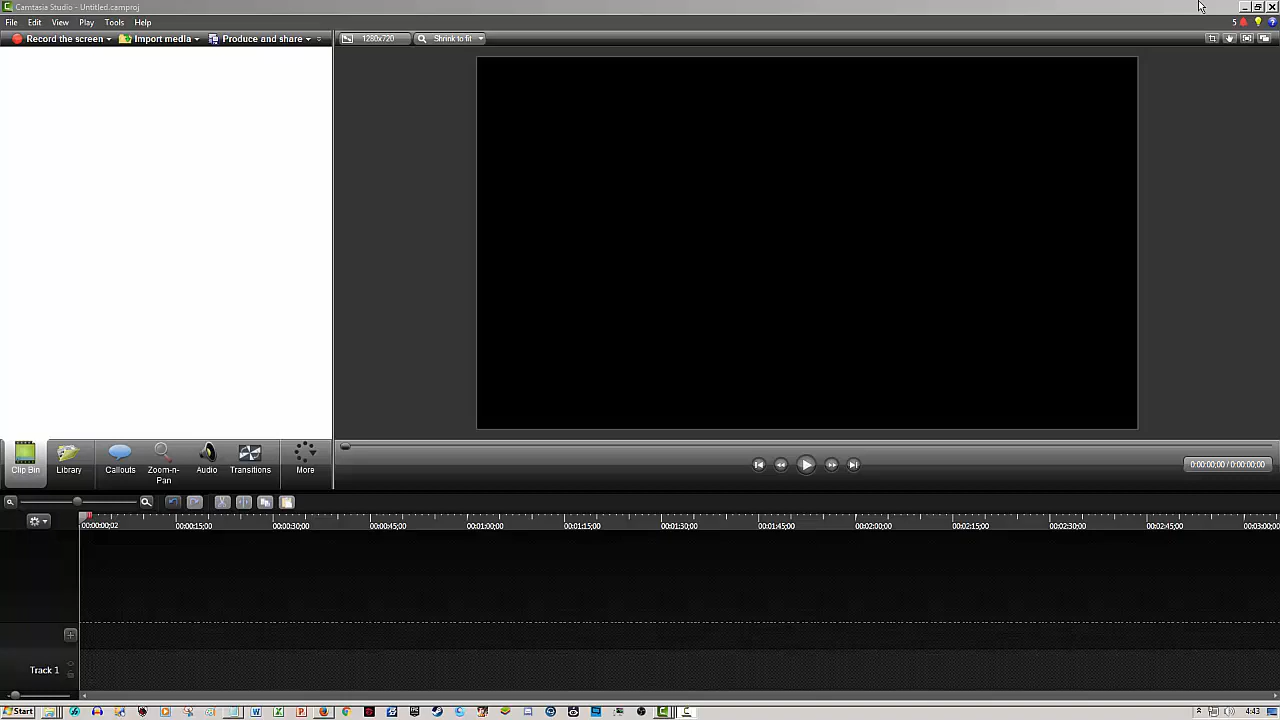 Camtasia Studio - Untitled.camproj
File Edit View Play Tools Help
5
Record the screen Import media Produce and share
1280x720 Shrink to fit
Clip Bin Library Callouts Zoom-n-Pan Audio Transitions More
0:00:00;00 / 0:00:00;00
00:00:00;02 00:00:15;00 00:00:30;00 00:00:45;00 00:01:00;00 00:01:15;00 00:01:30;00 00:01:45;00 00:02:00;00 00:02:15;00 00:02:30;00 00:02:45;00 00:03:00;00
Track 1
Start 4:43